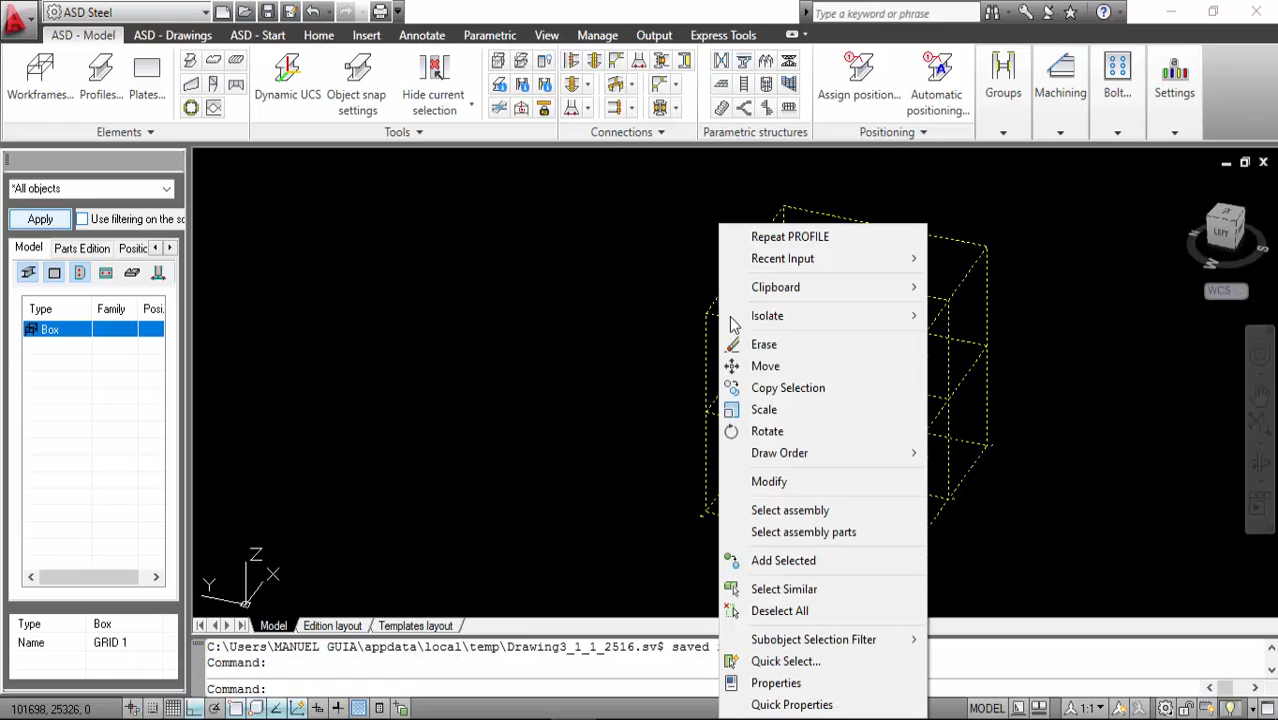 ASD Steel
Type a keyword or phrase
ASD - Model
ASD - Drawings
ASD - Start
Home
Insert
Annotate
Parametric
View
Manage
Output
Express Tools
Workframes...
Profiles...
Plates...
Dynamic UCS
Object snap
settings
Hide current
selection
Assign position...
Automatic
positioning...
Groups
Machining
Bolt...
Settings
Elements
Tools
Connections
Parametric structures
Positioning
*All objects
Apply
Use filtering on the sc
Model
Parts Edition
Positic
Type
Family
Posi.
Box
Type Box
Name GRID 1
Repeat PROFILE
Recent Input
Clipboard
Isolate
Erase
Move
Copy Selection
Scale
Rotate
Draw Order
Modify
Select assembly
Select assembly parts
Add Selected
Select Similar
Deselect All
Subobject Selection Filter
Quick Select...
Properties
Quick Properties
LEFT
W
WCS
Z
X
Y
Model
Edition layout
Templates layout
C:\Users\MANUEL GUIA\appdata\local\temp\Drawing3_1_1_2516.sv$ saved
Command:
Command:
101698, 25326, 0
MODEL
1:1